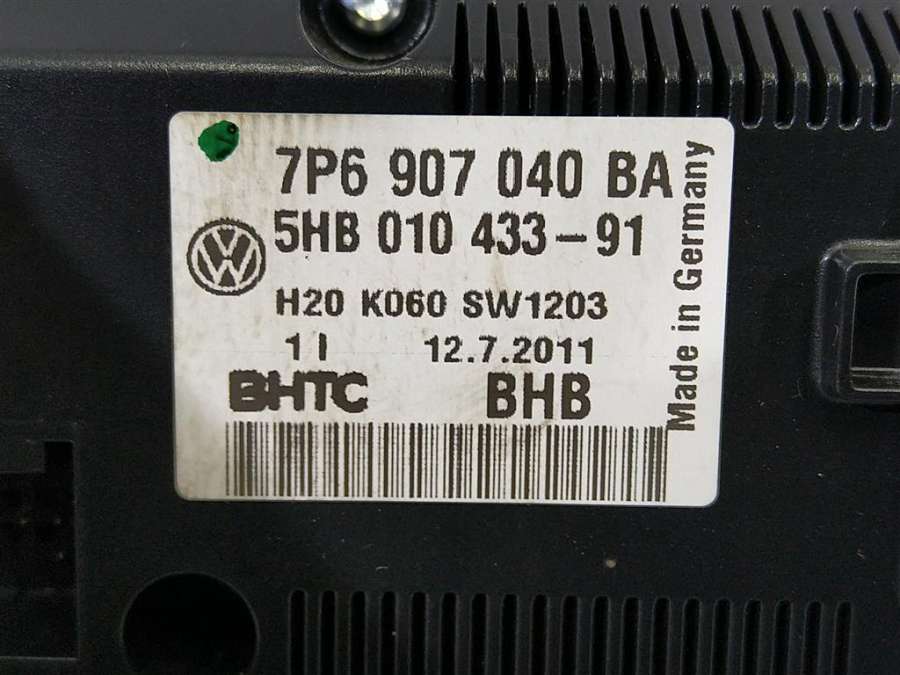 7P6 907 040 BA
5HB 010 433-91
H20 K060 SW1203
1I 12.7.2011
BHTC BHB
Made in Germany